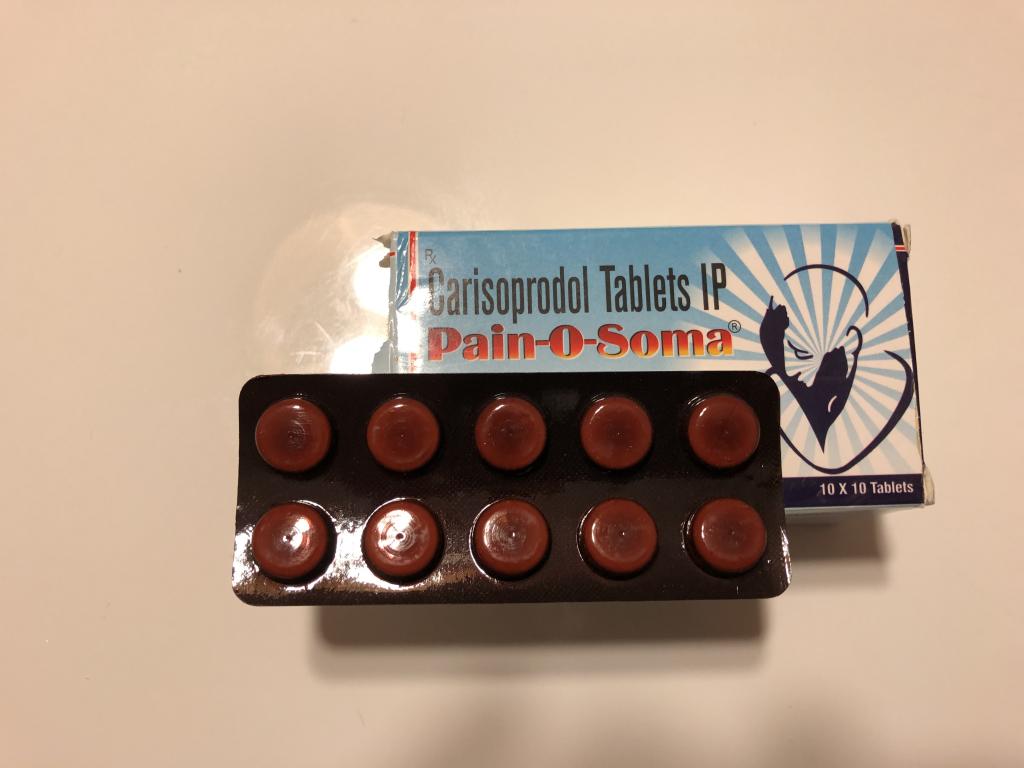 Rx
Carisoprodol Tablets IP
Pain-O-Soma®
10 X 10 Tablets